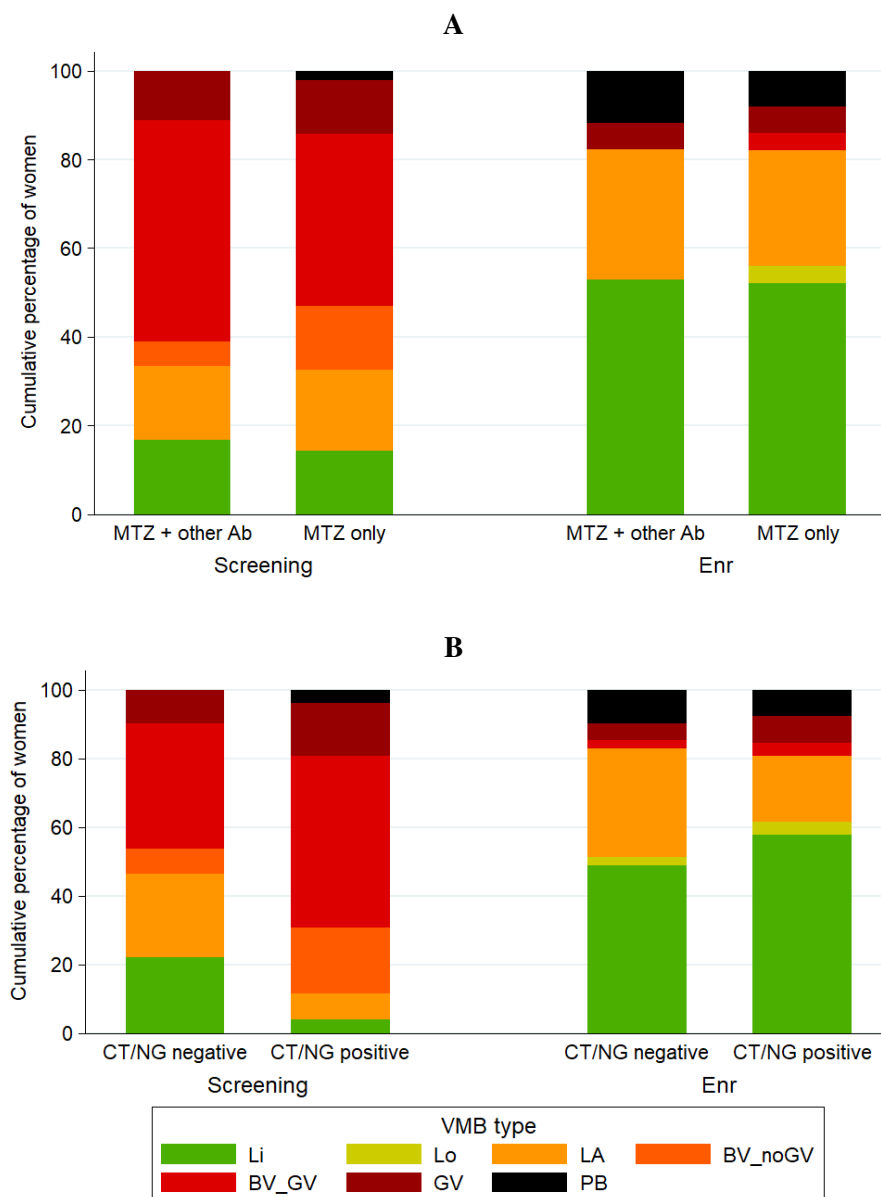 A
Cumulative percentage of women
100
80
60
40
20
0
MTZ + other Ab MTZ only MTZ + other Ab MTZ only
Screening Enr
B
Cumulative percentage of women
100
80
60
40
20
0
CT/NG negative CT/NG positive CT/NG negative CT/NG positive
Screening Enr
VMB type
Li Lo LA BV_noGV
BV_GV GV PB